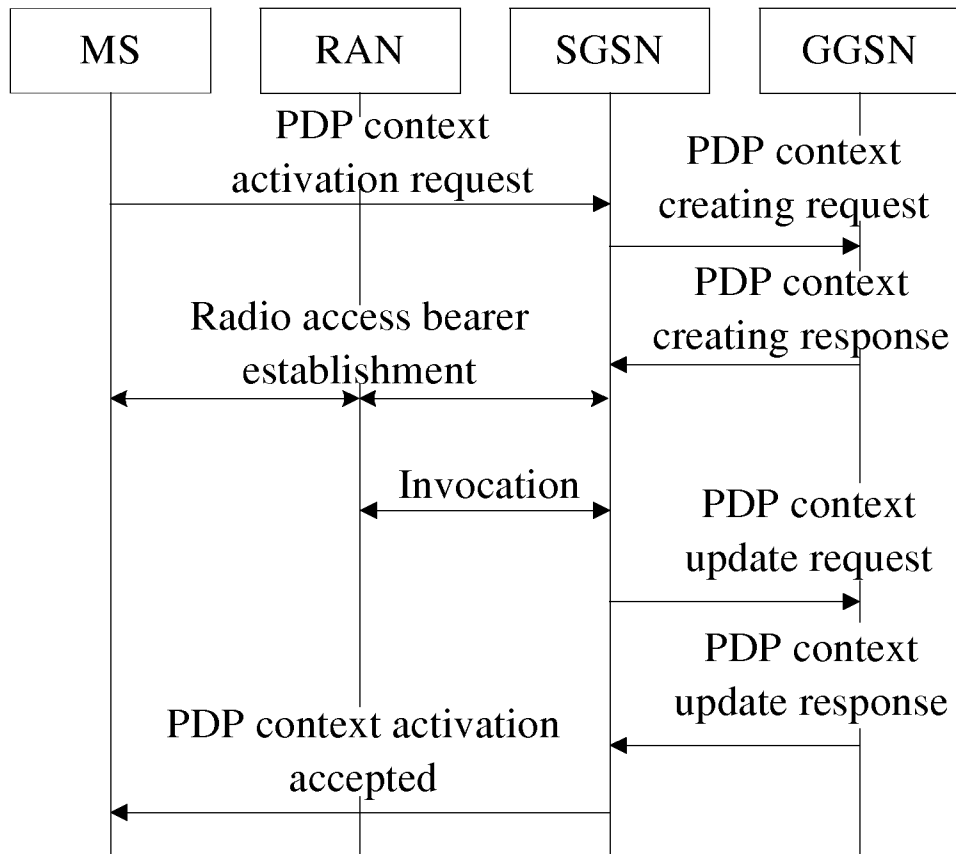 MS
RAN
SGSN
GGSN
PDP context
activation request
PDP context
creating request
PDP context
creating response
Radio access bearer
establishment
Invocation
PDP context
update request
PDP context
update response
PDP context activation
accepted